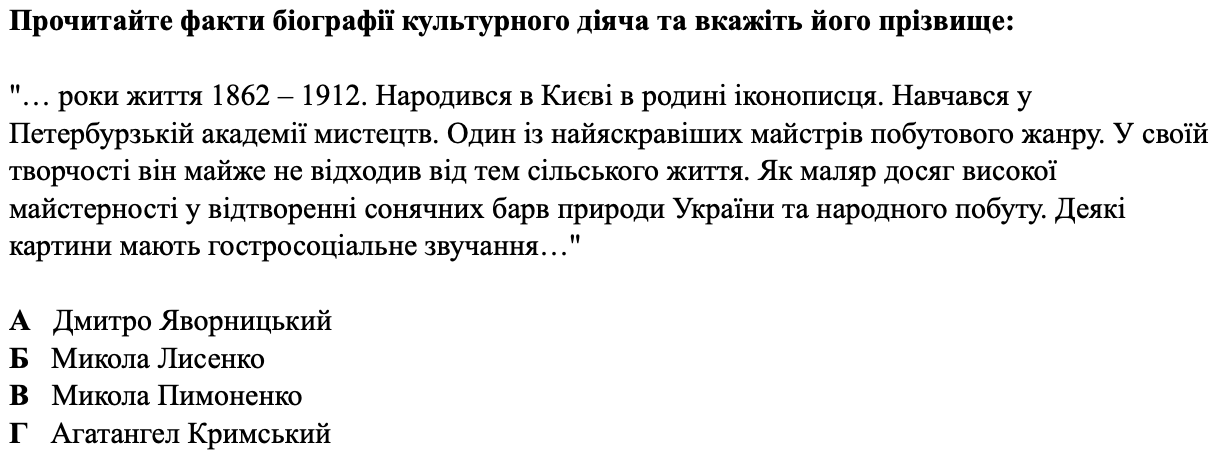 Прочитайте факти біографії культурного діяча та вкажіть його прізвище:
"… роки життя 1862 – 1912. Народився в Києві в родині іконописця. Навчався у
Петербурзькій академії мистецтв. Один із найяскравіших майстрів побутового жанру. У своїй
творчості він майже не відходив від тем сільського життя. Як маляр досяг високої
майстерності у відтворенні сонячних барв природи України та народного побуту. Деякі
картини мають гостросоціальне звучання…"
А Дмитро Яворницький
Б Микола Лисенко
В Микола Пимоненко
Г Агатангел Кримський